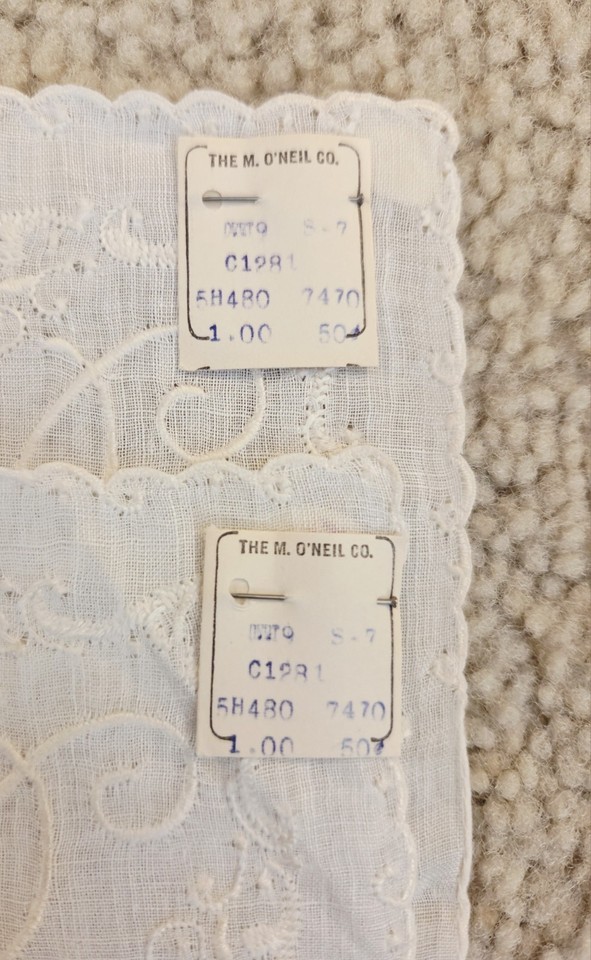 THE M. O'NEIL CO.
S-7
C1281
5H480 7470
1.00 50¢
THE M. O'NEIL CO.
S-7
C1281
5H480 7470
1.00 50¢